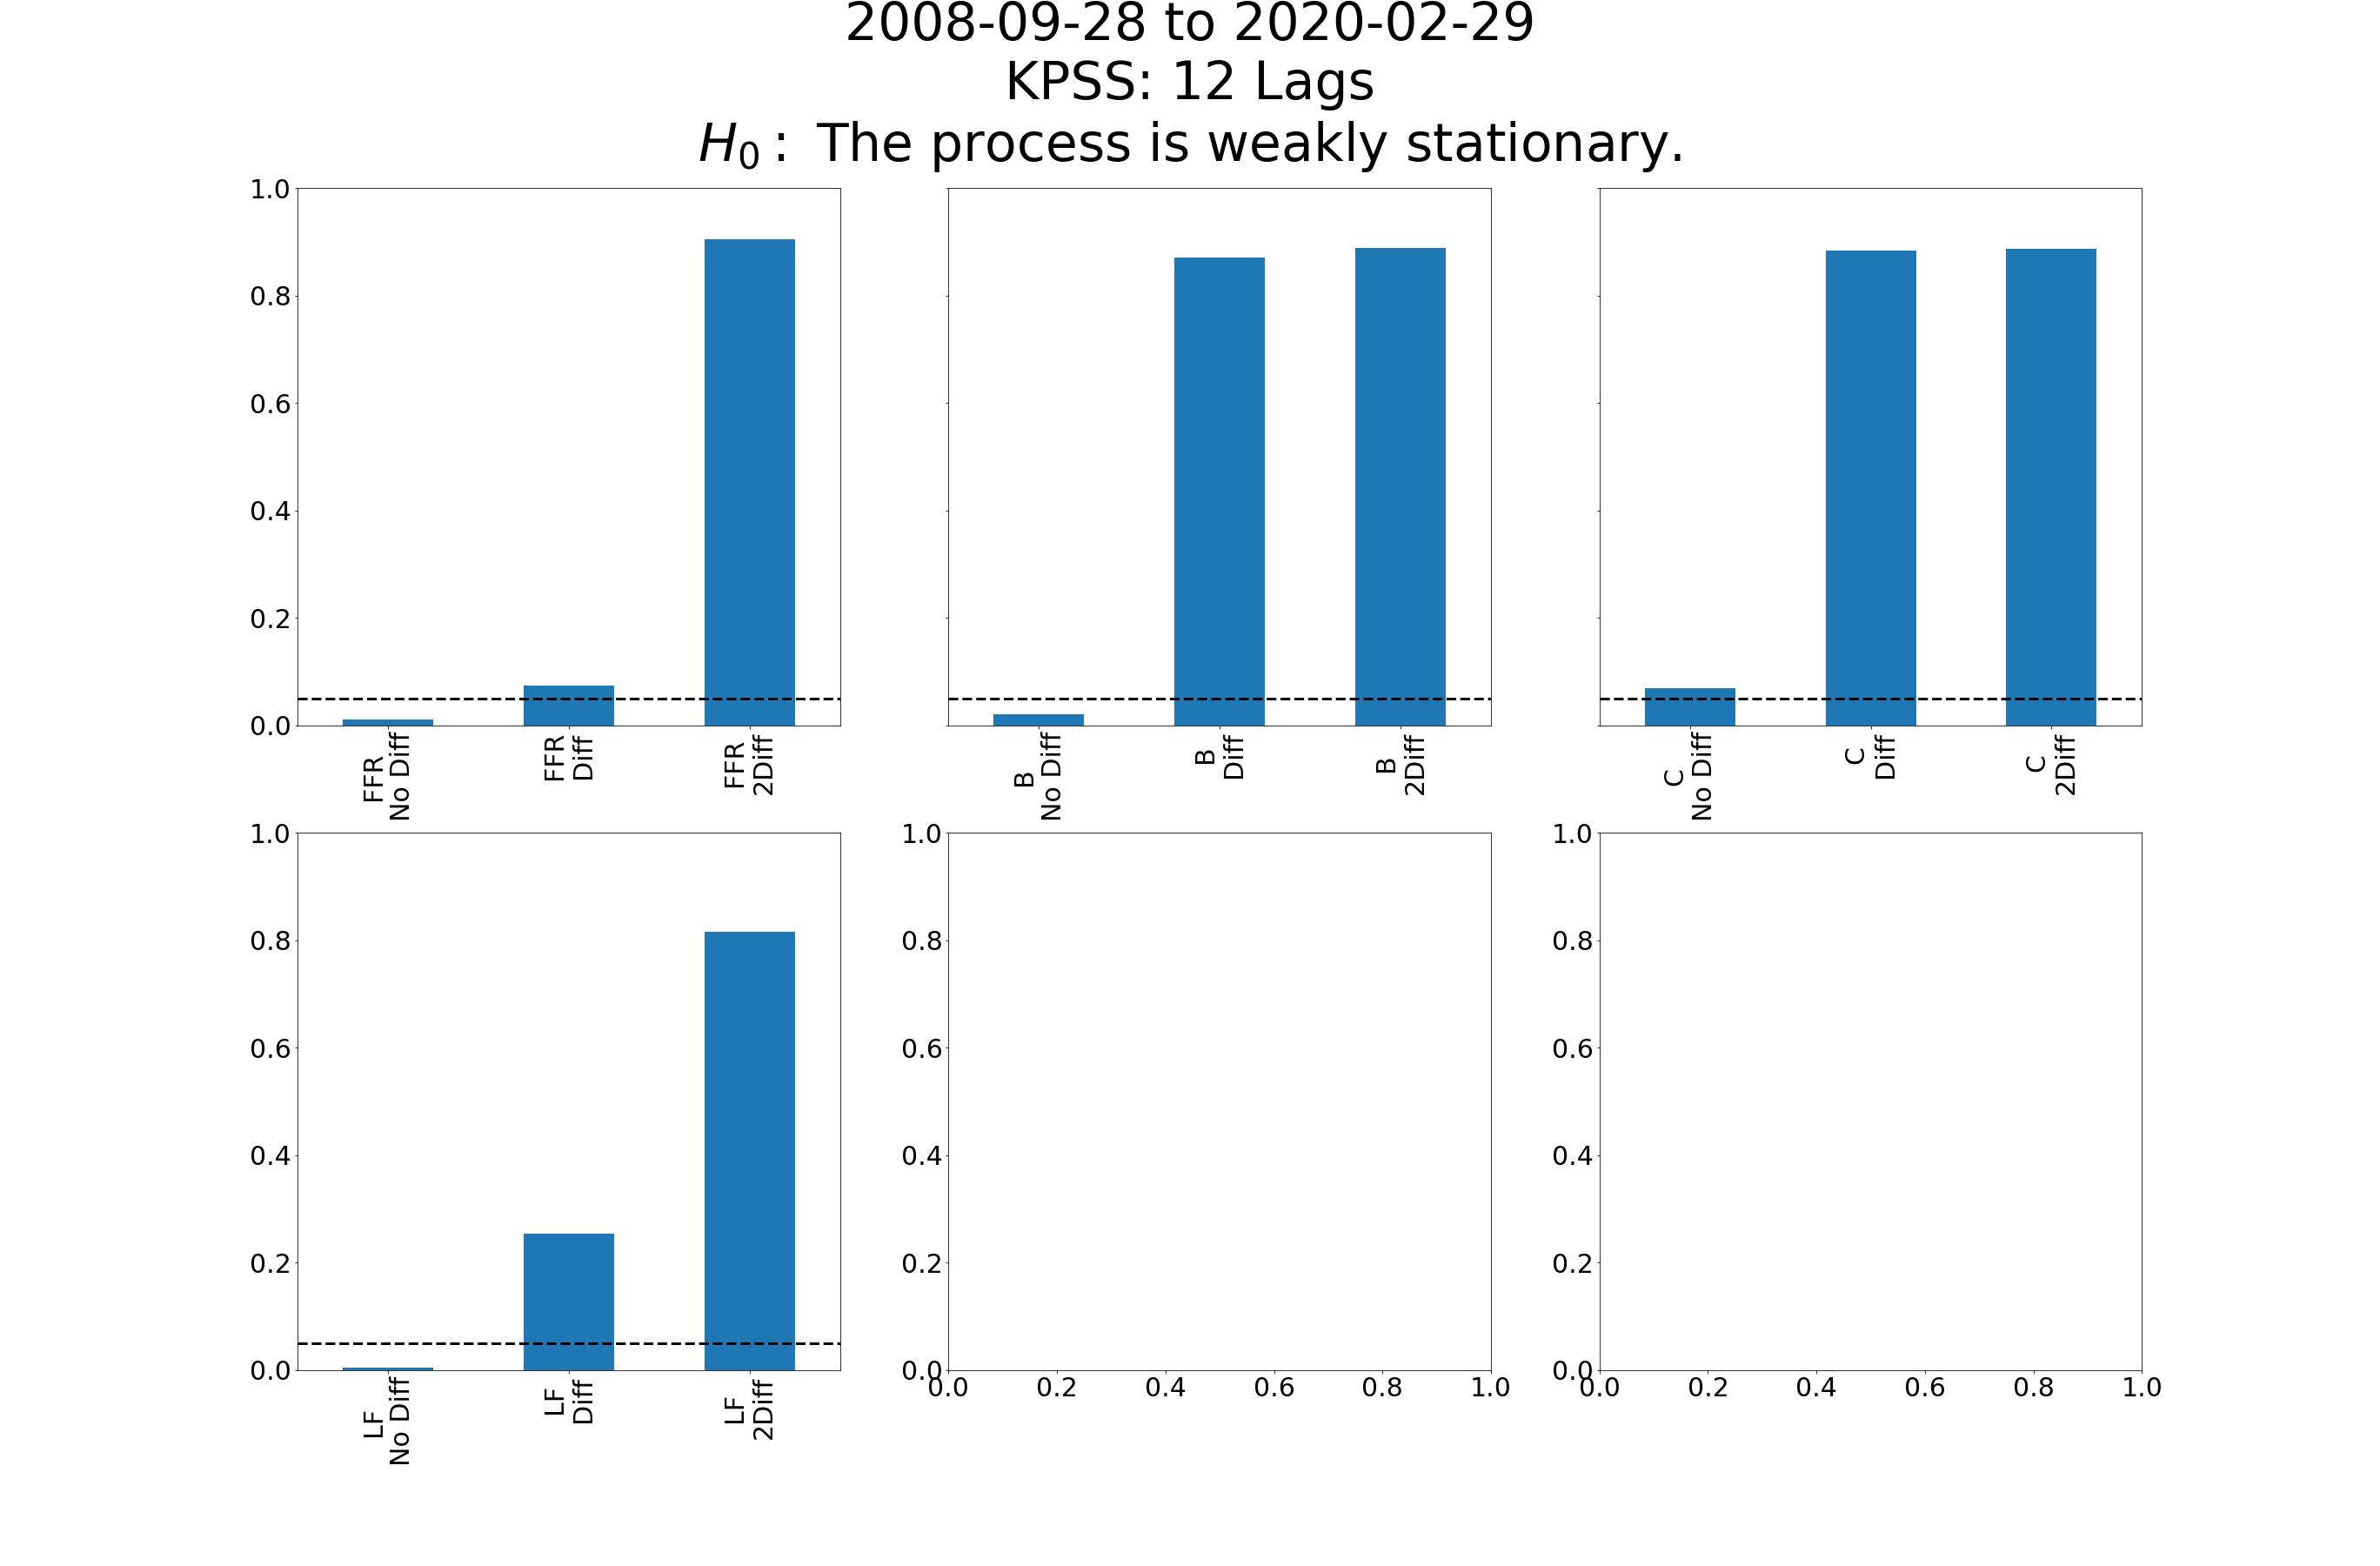 2008-09-28 to 2020-02-29
KPSS: 12 Lags
H₀ : The process is weakly stationary.
1.0
0.8
0.6
0.4
0.2
0.0
FFR
No Diff
FFR
Diff
FFR
2Diff
B
No Diff
B
Diff
B
2Diff
C
No Diff
C
Diff
C
2Diff
1.0
0.8
0.6
0.4
0.2
0.0
LF
No Diff
LF
Diff
LF
2Diff
1.0
0.8
0.6
0.4
0.2
0.0
0.0 0.2 0.4 0.6 0.8 1.0
1.0
0.8
0.6
0.4
0.2
0.0
0.0 0.2 0.4 0.6 0.8 1.0